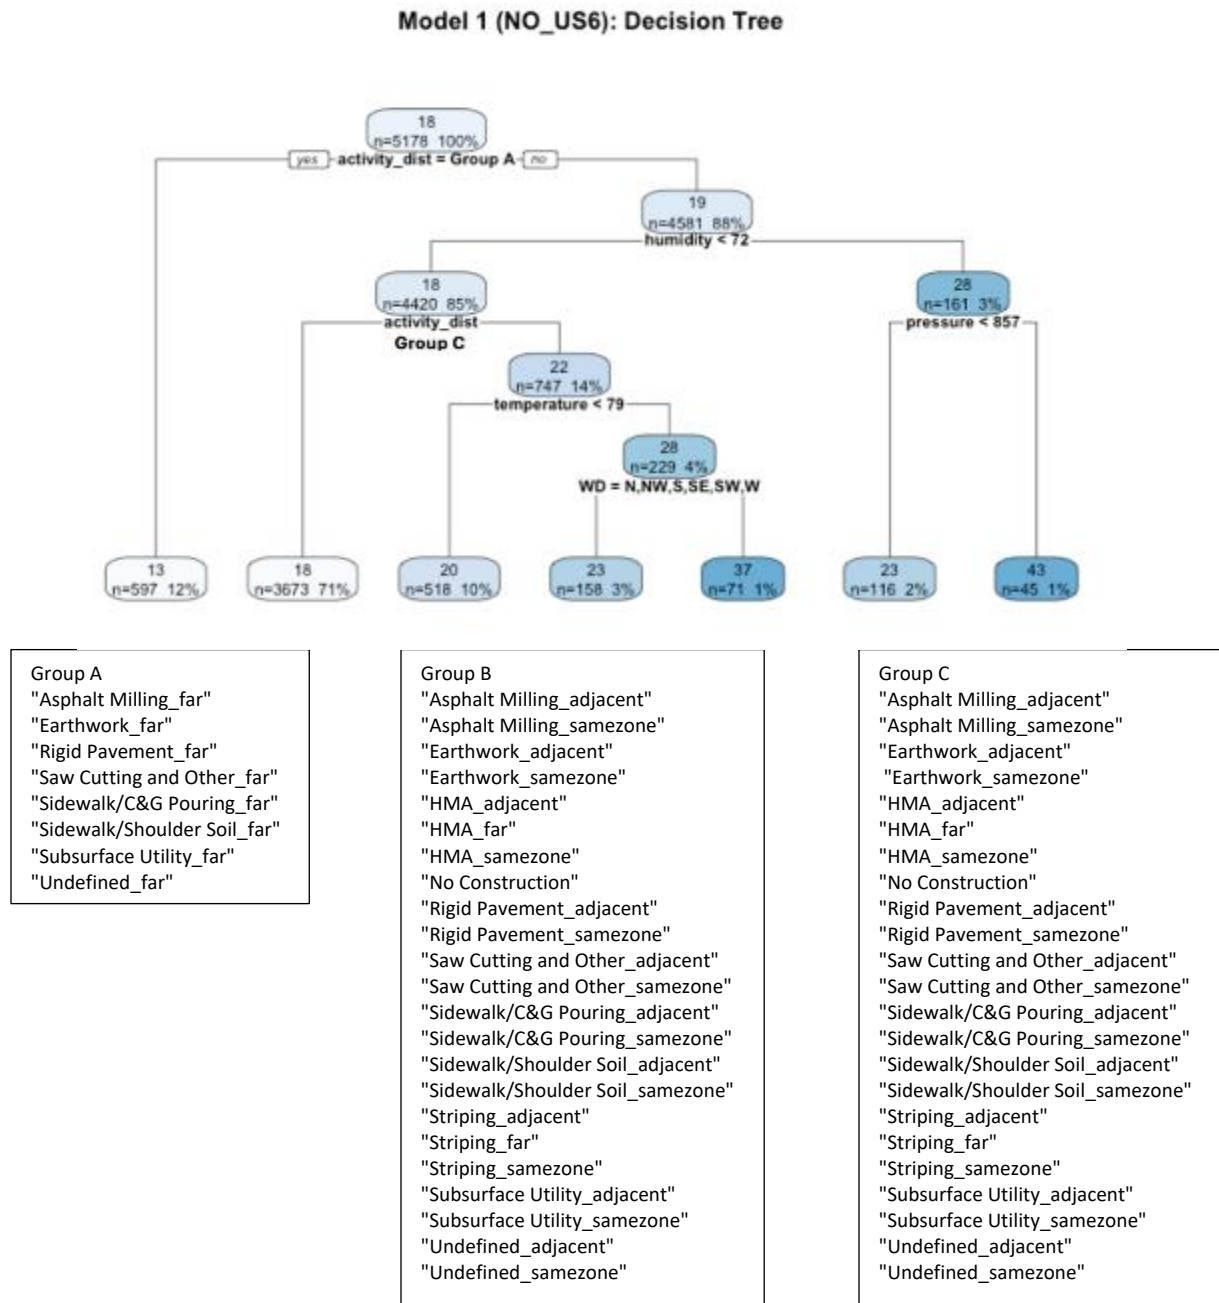 Model 1 (NO_US6): Decision Tree
18
n=5178 100%
yes activity_dist = Group A no
19
n=4581 88%
humidity < 72
18
n=4420 85%
activity_dist
Group C
28
n=161 3%
pressure < 857
22
n=747 14%
temperature < 79
28
n=229 4%
WD = N,NW,S,SE,SW,W
13
n=597 12%
18
n=3673 71%
20
n=518 10%
23
n=158 3%
37
n=71 1%
23
n=116 2%
43
n=45 1%
Group A
"Asphalt Milling_far"
"Earthwork_far"
"Rigid Pavement_far"
"Saw Cutting and Other_far"
"Sidewalk/C&G Pouring_far"
"Sidewalk/Shoulder Soil_far"
"Subsurface Utility_far"
"Undefined_far"
Group B
"Asphalt Milling_adjacent"
"Asphalt Milling_samezone"
"Earthwork_adjacent"
"Earthwork_samezone"
"HMA_adjacent"
"HMA_far"
"HMA_samezone"
"No Construction"
"Rigid Pavement_adjacent"
"Rigid Pavement_samezone"
"Saw Cutting and Other_adjacent"
"Saw Cutting and Other_samezone"
"Sidewalk/C&G Pouring_adjacent"
"Sidewalk/C&G Pouring_samezone"
"Sidewalk/Shoulder Soil_adjacent"
"Sidewalk/Shoulder Soil_samezone"
"Striping_adjacent"
"Striping_far"
"Striping_samezone"
"Subsurface Utility_adjacent"
"Subsurface Utility_samezone"
"Undefined_adjacent"
"Undefined_samezone"
Group C
"Asphalt Milling_adjacent"
"Asphalt Milling_samezone"
"Earthwork_adjacent"
"Earthwork_samezone"
"HMA_adjacent"
"HMA_far"
"HMA_samezone"
"No Construction"
"Rigid Pavement_adjacent"
"Rigid Pavement_samezone"
"Saw Cutting and Other_adjacent"
"Saw Cutting and Other_samezone"
"Sidewalk/C&G Pouring_adjacent"
"Sidewalk/C&G Pouring_samezone"
"Sidewalk/Shoulder Soil_adjacent"
"Sidewalk/Shoulder Soil_samezone"
"Striping_adjacent"
"Striping_far"
"Striping_samezone"
"Subsurface Utility_adjacent"
"Subsurface Utility_samezone"
"Undefined_adjacent"
"Undefined_samezone"